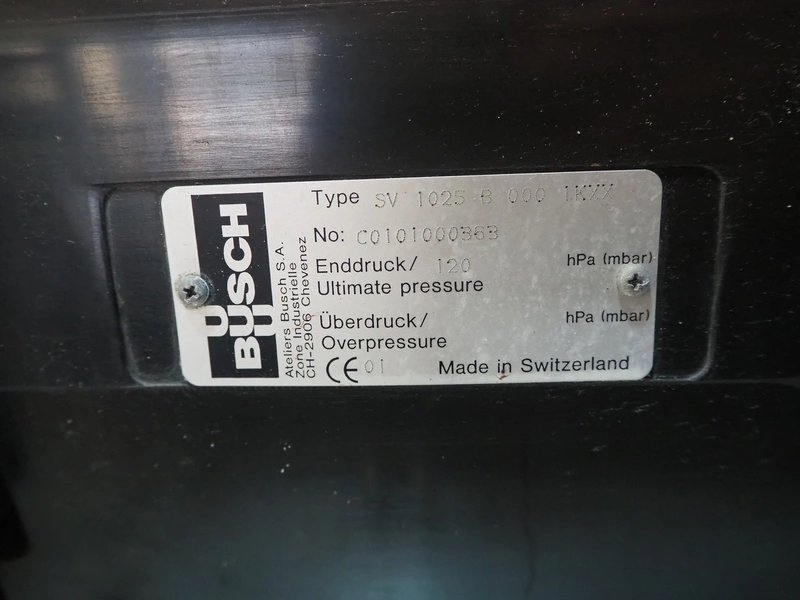 BUSCH
Ateliers Busch S.A.
Zone Industrielle
CH-2906 Chevenez
Type SV 1025 B 000 1KXX
No: C0101000363
Enddruck/ 120 hPa (mbar)
Ultimate pressure
Überdruck/ hPa (mbar)
Overpressure
CE 01 Made in Switzerland